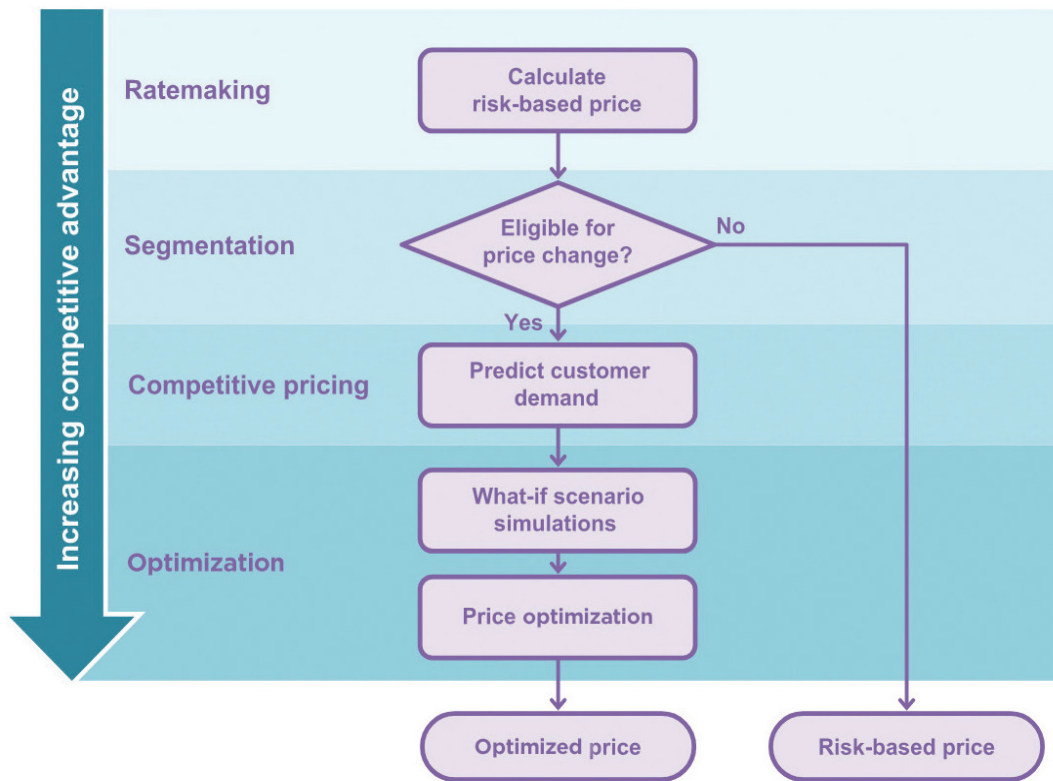 Increasing competitive advantage
Ratemaking
Calculate
risk-based price
Segmentation
Eligible for
price change?
No
Yes
Competitive pricing
Predict customer
demand
Optimization
What-if scenario
simulations
Price optimization
Optimized price
Risk-based price